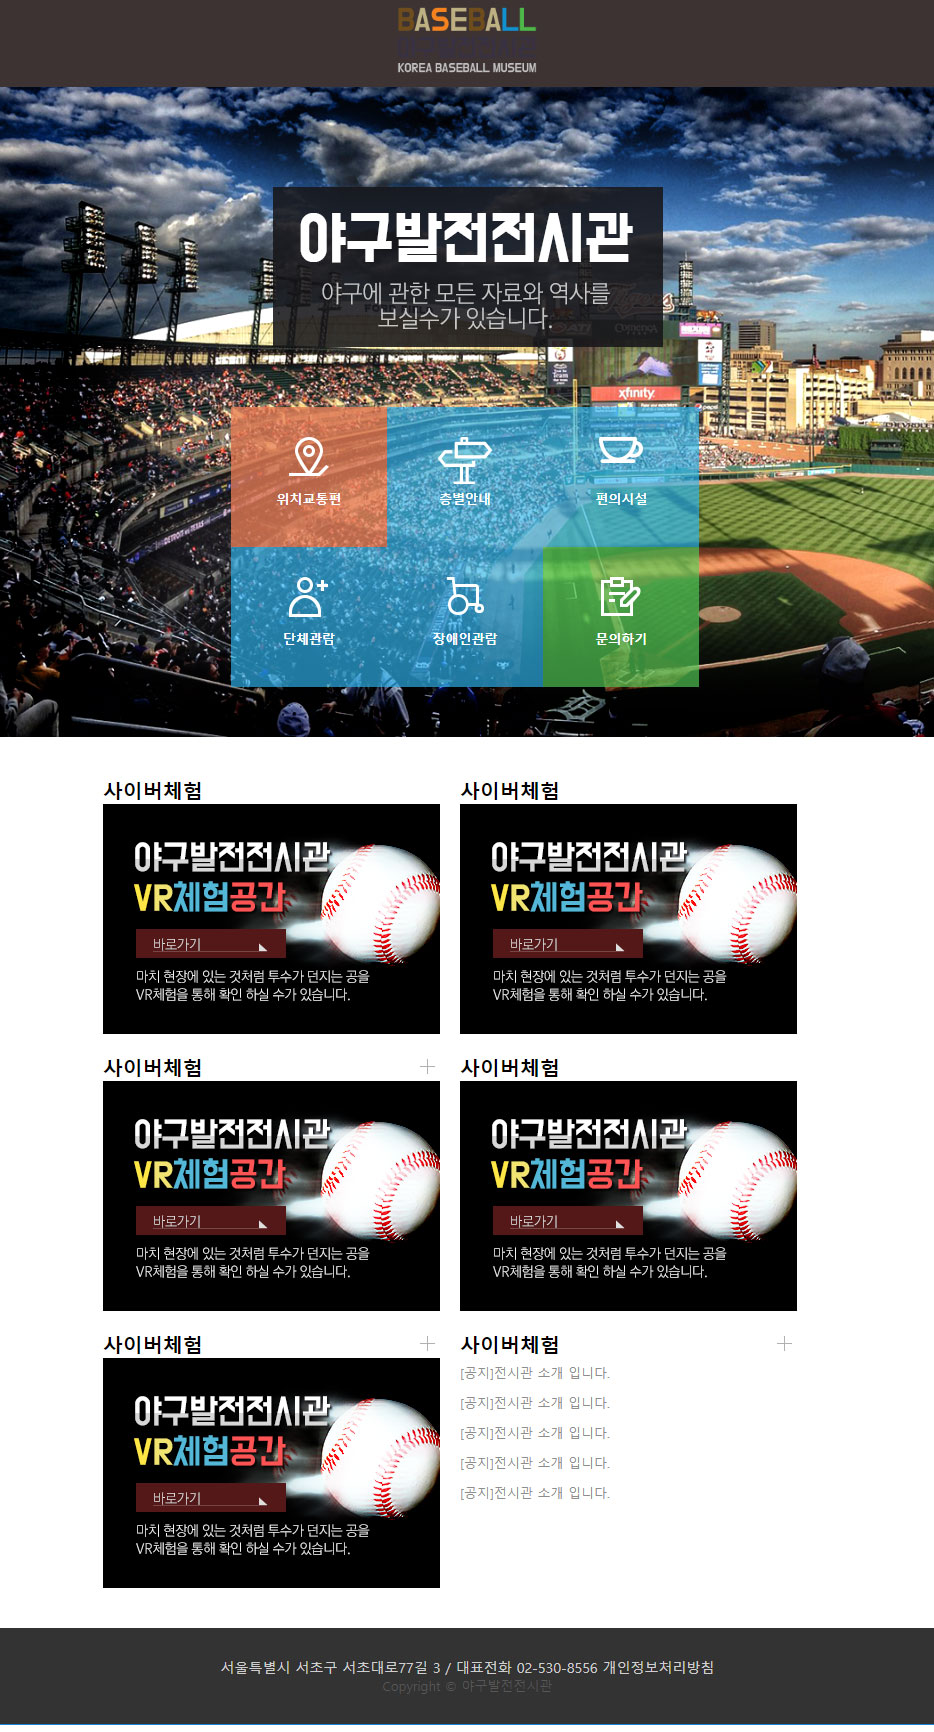 BASEBALL
KOREA BASEBALL MUSEUM
야구발전전시관
야구에 관한 모든 자료와 역사를
보실수가 있습니다.
xfinity
위치교통편
층별안내
편의시설
단체관람
장애인관람
문의하기
사이버체험
야구발전전시관
VR체험공간
바로가기
마치 현장에 있는 것처럼 투수가 던지는 공을
VR체험을 통해 확인 하실 수가 있습니다.
사이버체험
야구발전전시관
VR체험공간
바로가기
마치 현장에 있는 것처럼 투수가 던지는 공을
VR체험을 통해 확인 하실 수가 있습니다.
사이버체험
야구발전전시관
VR체험공간
바로가기
마치 현장에 있는 것처럼 투수가 던지는 공을
VR체험을 통해 확인 하실 수가 있습니다.
사이버체험
야구발전전시관
VR체험공간
바로가기
마치 현장에 있는 것처럼 투수가 던지는 공을
VR체험을 통해 확인 하실 수가 있습니다.
사이버체험
야구발전전시관
VR체험공간
바로가기
마치 현장에 있는 것처럼 투수가 던지는 공을
VR체험을 통해 확인 하실 수가 있습니다.
사이버체험
[공지]전시관 소개 입니다.
[공지]전시관 소개 입니다.
[공지]전시관 소개 입니다.
[공지]전시관 소개 입니다.
[공지]전시관 소개 입니다.
서울특별시 서초구 서초대로77길 3 / 대표전화 02-530-8556 개인정보처리방침
Copyright © 야구발전전시관